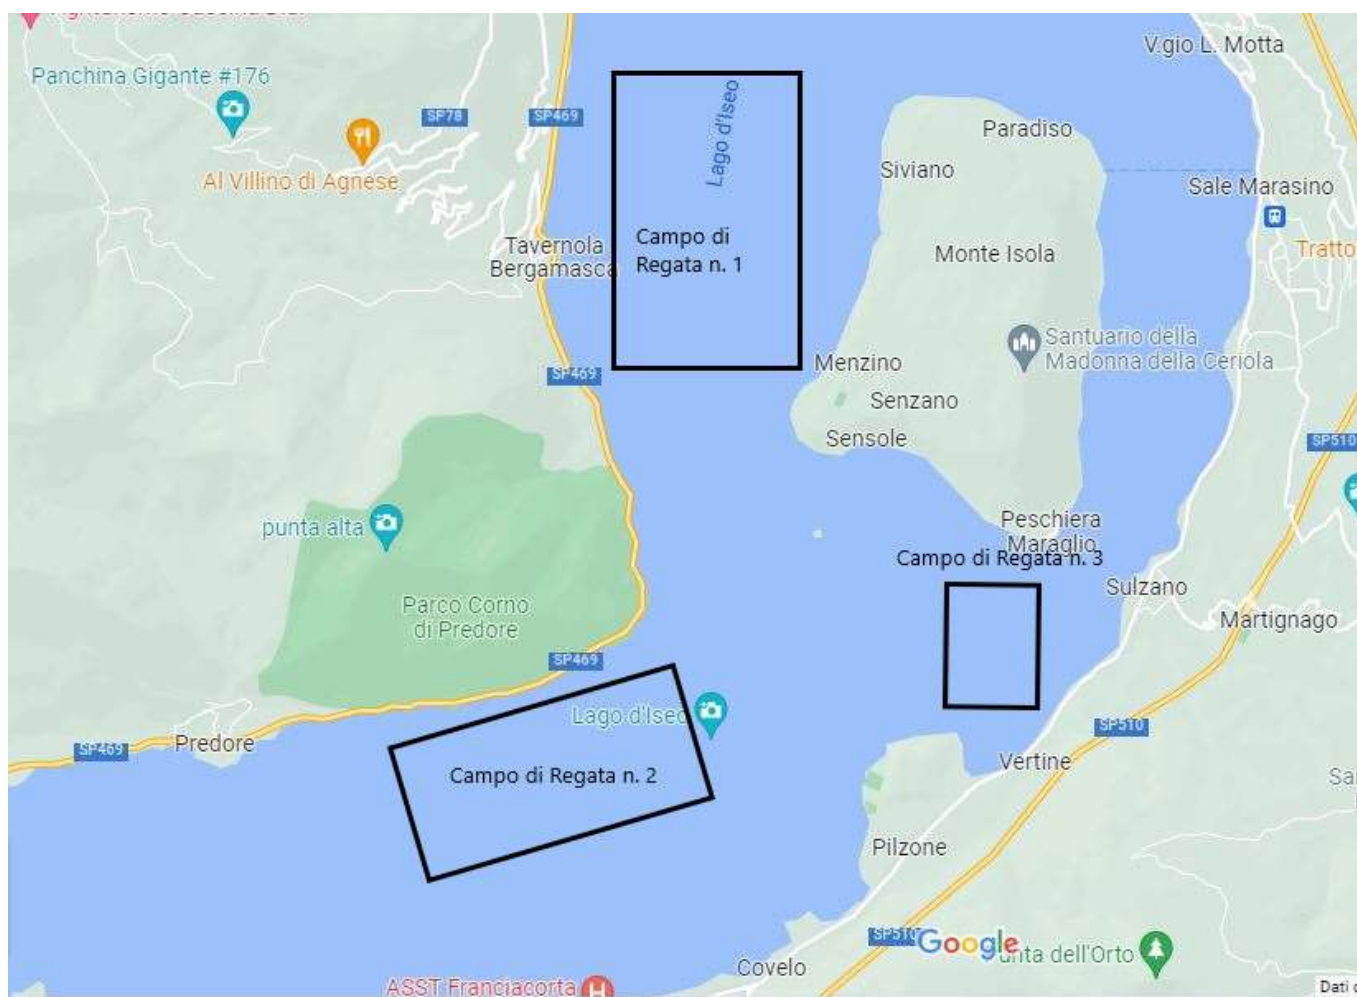 V.gio L. Motta
Panchina Gigante #176
SP78
SP469
Lago d'Iseo
Paradiso
Siviano
Al Villino di Agnese
Sale Marasino
Campo di
Regata n. 1
Tavernola
Bergamasca
Monte Isola
Tratto
Santuario della
Madonna della Ceriola
Menzino
SP469
Senzano
Sensole
SP510
punta alta
Peschiera
Maraglio
Campo di Regata n. 3
Sulzano
Parco Corno
di Predore
Martignago
SP469
Lago d'Iseo
SP510
Predore
SP469
Vertine
Campo di Regata n. 2
Pilzone
SP510
Google
dell'Orto
Covelo
ASST Franciacorta
Dati